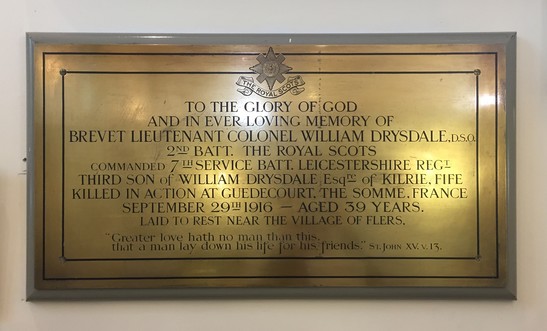 THE ROYAL SCOTS
TO THE GLORY OF GOD
AND IN EVER LOVING MEMORY OF
BREVET LIEUTENANT COLONEL WILLIAM DRYSDALE, D.S.O.
2ND BATT. THE ROYAL SCOTS
COMMANDED 7TH SERVICE BATT. LEICESTERSHIRE REGT
THIRD SON OF WILLIAM DRYSDALE ESQRE OF KILRIE, FIFE
KILLED IN ACTION AT GUEDECOURT, THE SOMME, FRANCE
SEPTEMBER 29TH 1916 — AGED 39 YEARS.
LAID TO REST NEAR THE VILLAGE OF FLERS.
"Greater love hath no man than this,
that a man lay down his life for his friends." ST. JOHN XV. v. 13.